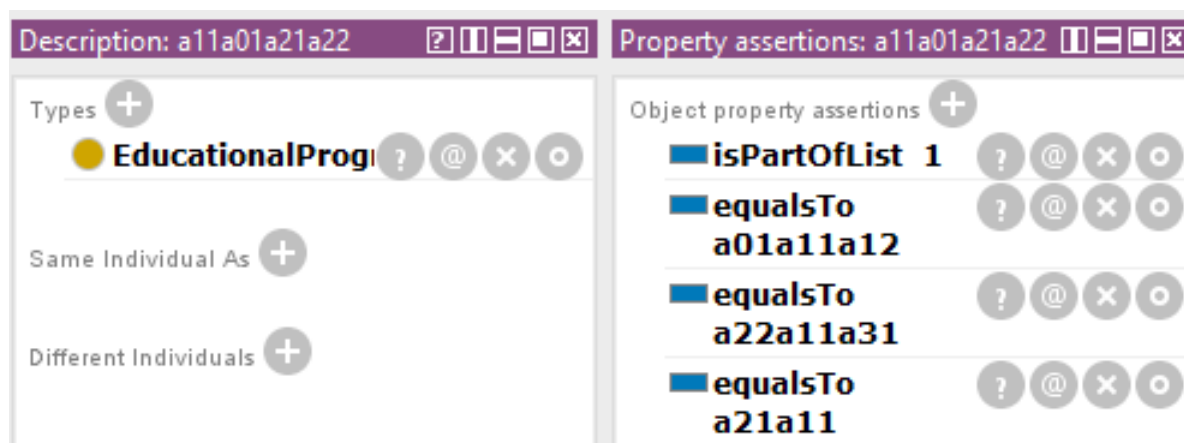 Description: a11a01a21a22
Property assertions: a11a01a21a22
Types
EducationalProgr
Same Individual As
Different Individuals
Object property assertions
isPartOfList 1
equalsTo
a01a11a12
equalsTo
a22a11a31
equalsTo
a21a11